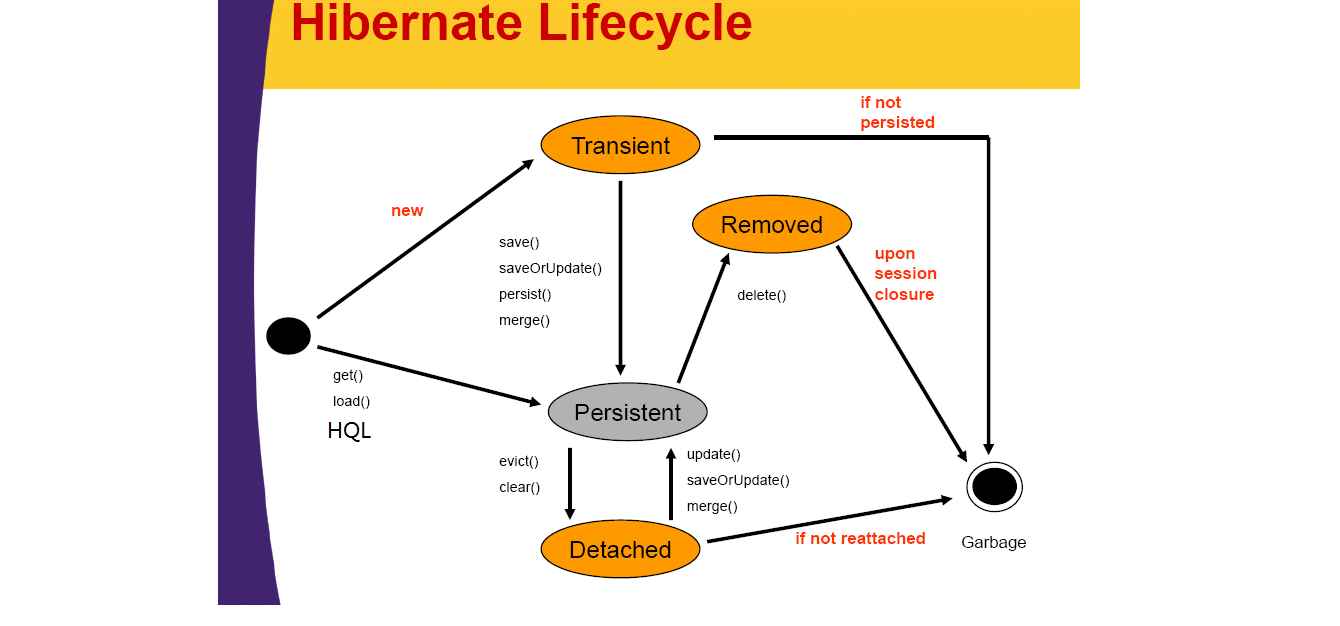 Hibernate Lifecycle
if not
persisted
Transient
new
Removed
save()
saveOrUpdate()
persist()
merge()
upon
session
closure
delete()
get()
load()
HQL
Persistent
evict()
clear()
update()
saveOrUpdate()
merge()
Detached
if not reattached
Garbage